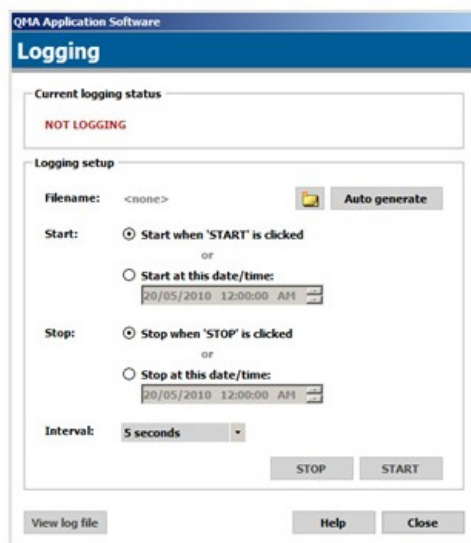 QMA Application Software
Logging
Current logging status
NOT LOGGING
Logging setup
Filename: <none> Auto generate
Start: Start when 'START' is clicked
or
Start at this date/time:
20/05/2010 12:00:00 AM
Stop: Stop when 'STOP' is clicked
or
Stop at this date/time:
20/05/2010 12:00:00 AM
Interval: 5 seconds
STOP START
View log file Help Close